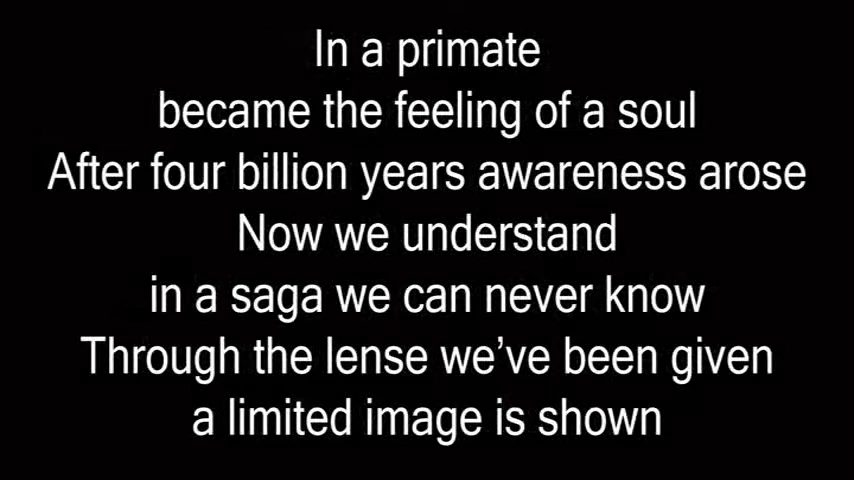 In a primate
became the feeling of a soul
After four billion years awareness arose
Now we understand
in a saga we can never know
Through the lense we’ve been given
a limited image is shown